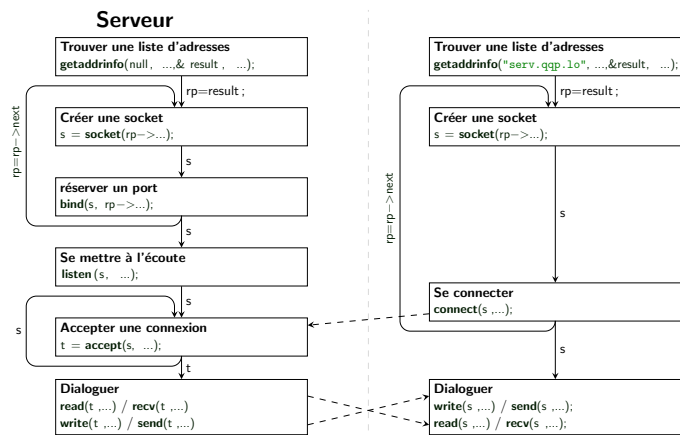 Serveur
Trouver une liste d'adresses
getaddrinfo(null, ...,& result, ...);
rp=result;
rp=rp−>next
Créer une socket
s = socket(rp−>...);
s
réserver un port
bind(s, rp−>...);
s
Se mettre à l'écoute
listen(s, ...);
s
s
Accepter une connexion
t = accept(s, ...);
t
Dialoguer
read(t,...) / recv(t,...)
write(t,...) / send(t,...)
Trouver une liste d'adresses
getaddrinfo("serv.qqp.lo", ...,&result, ...);
rp=result;
rp=rp−>next
Créer une socket
s = socket(rp−>...);
s
Se connecter
connect(s,...);
s
Dialoguer
write(s,...) / send(s,...);
read(s,...) / recv(s,...);